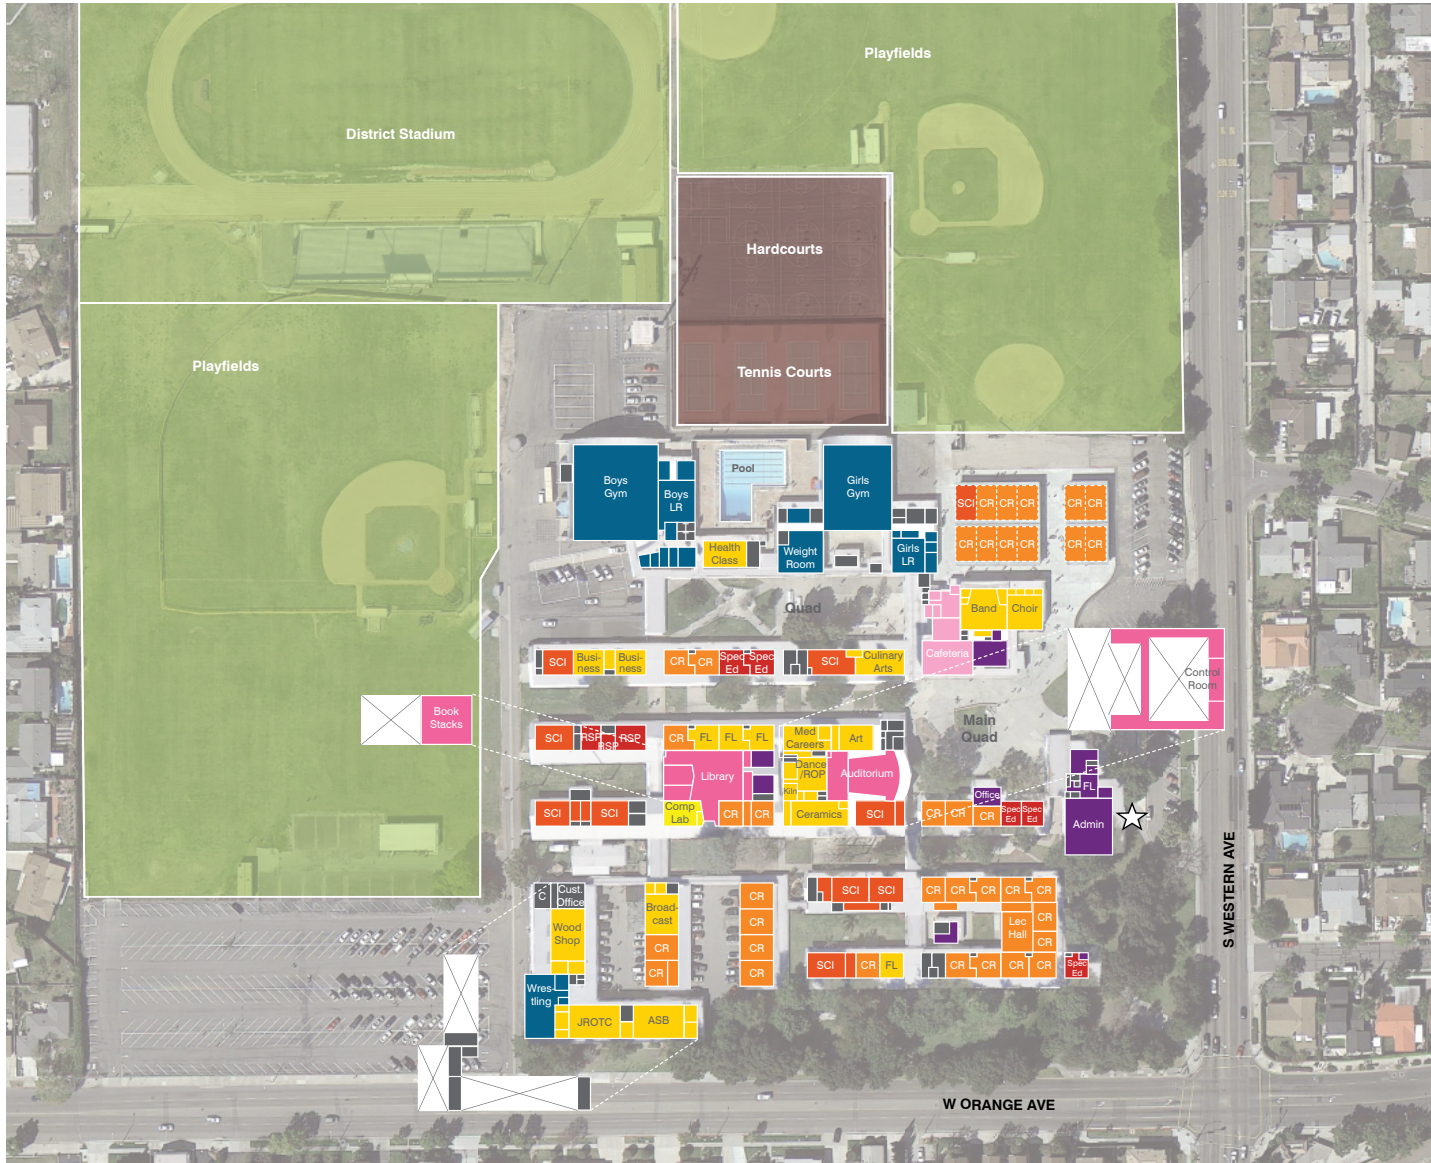 Playfields
District Stadium
Hardcourts
Playfields
Tennis Courts
Boys
Gym
Pool
Girls
Gym
Boys
LR
SCI CR CR CR
CR CR
Health
Class
Weight
Room
Girls
LR
CR CR CR CR
CR CR
Quad
Band
Choir
SCI
Busi-
ness
Busi-
ness
CR
CR
Spec
Ed
Spec
Ed
SCI
Culinary
Arts
Cafeteria
Control
Room
Book
Stacks
Main
Quad
SCI
RSP
RSP
RSP
CR
FL
FL
FL
Med
Careers
Art
Library
Dance
/ROP
Auditorium
Kiln
FL
Office
SCI
SCI
Comp
Lab
CR
CR
Ceramics
SCI
CR
CR
CR
Spec
Ed
Spec
Ed
Admin
S WESTERN AVE
C
Cust.
Office
Broad-
cast
CR
SCI
SCI
CR
CR
CR
CR
CR
Wood
Shop
CR
CR
Lec
Hall
CR
CR
CR
CR
CR
CR
SCI
CR
FL
CR
CR
CR
CR
Spec
Ed
Wres-
tling
JROTC
ASB
W ORANGE AVE